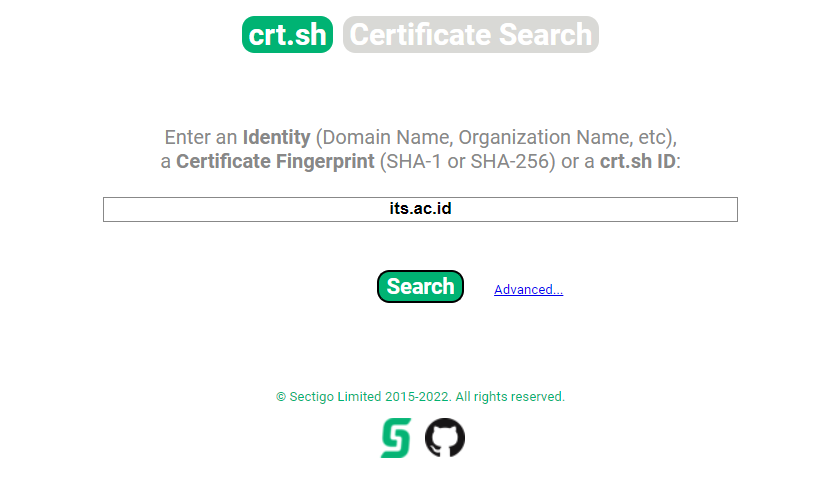 crt.sh Certificate Search
Enter an Identity (Domain Name, Organization Name, etc),
a Certificate Fingerprint (SHA-1 or SHA-256) or a crt.sh ID:
its.ac.id
Search Advanced...
© Sectigo Limited 2015-2022. All rights reserved.